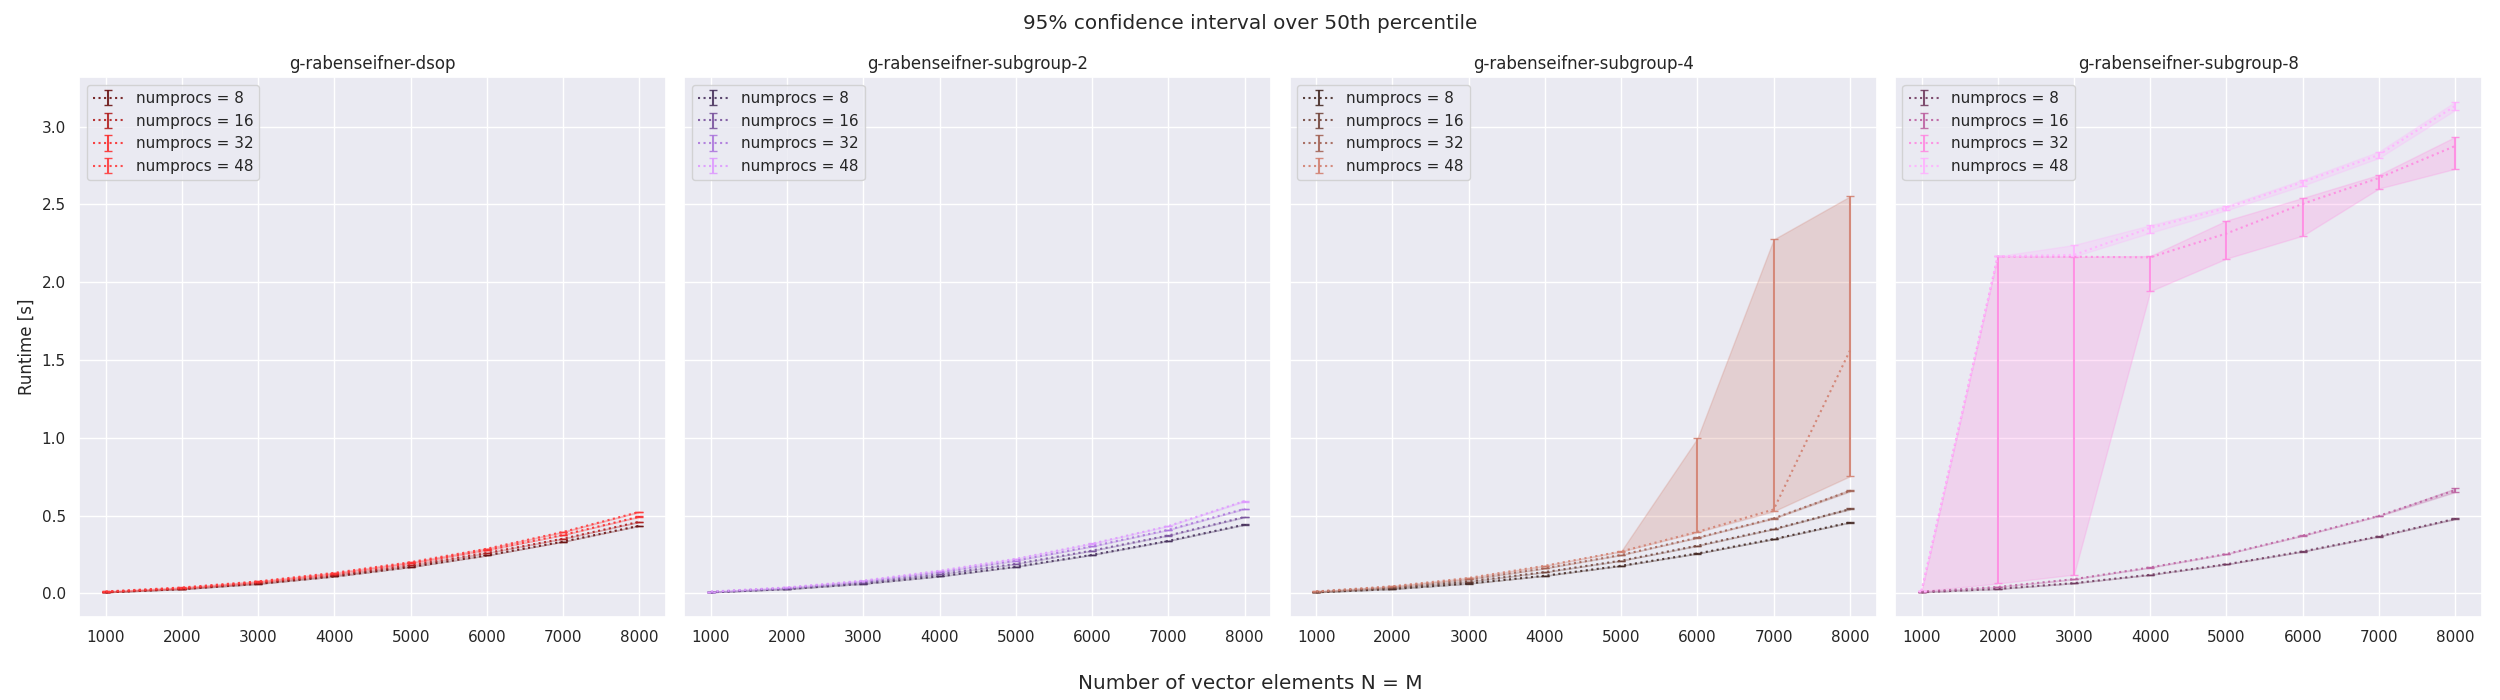 95% confidence interval over 50th percentile
g-rabenseifner-dsop
g-rabenseifner-subgroup-2
g-rabenseifner-subgroup-4
g-rabenseifner-subgroup-8
numprocs = 8
numprocs = 16
numprocs = 32
numprocs = 48
numprocs = 8
numprocs = 16
numprocs = 32
numprocs = 48
numprocs = 8
numprocs = 16
numprocs = 32
numprocs = 48
numprocs = 8
numprocs = 16
numprocs = 32
numprocs = 48
Runtime [s]
3.0
2.5
2.0
1.5
1.0
0.5
0.0
1000 2000 3000 4000 5000 6000 7000 8000
1000 2000 3000 4000 5000 6000 7000 8000
1000 2000 3000 4000 5000 6000 7000 8000
1000 2000 3000 4000 5000 6000 7000 8000
Number of vector elements N = M